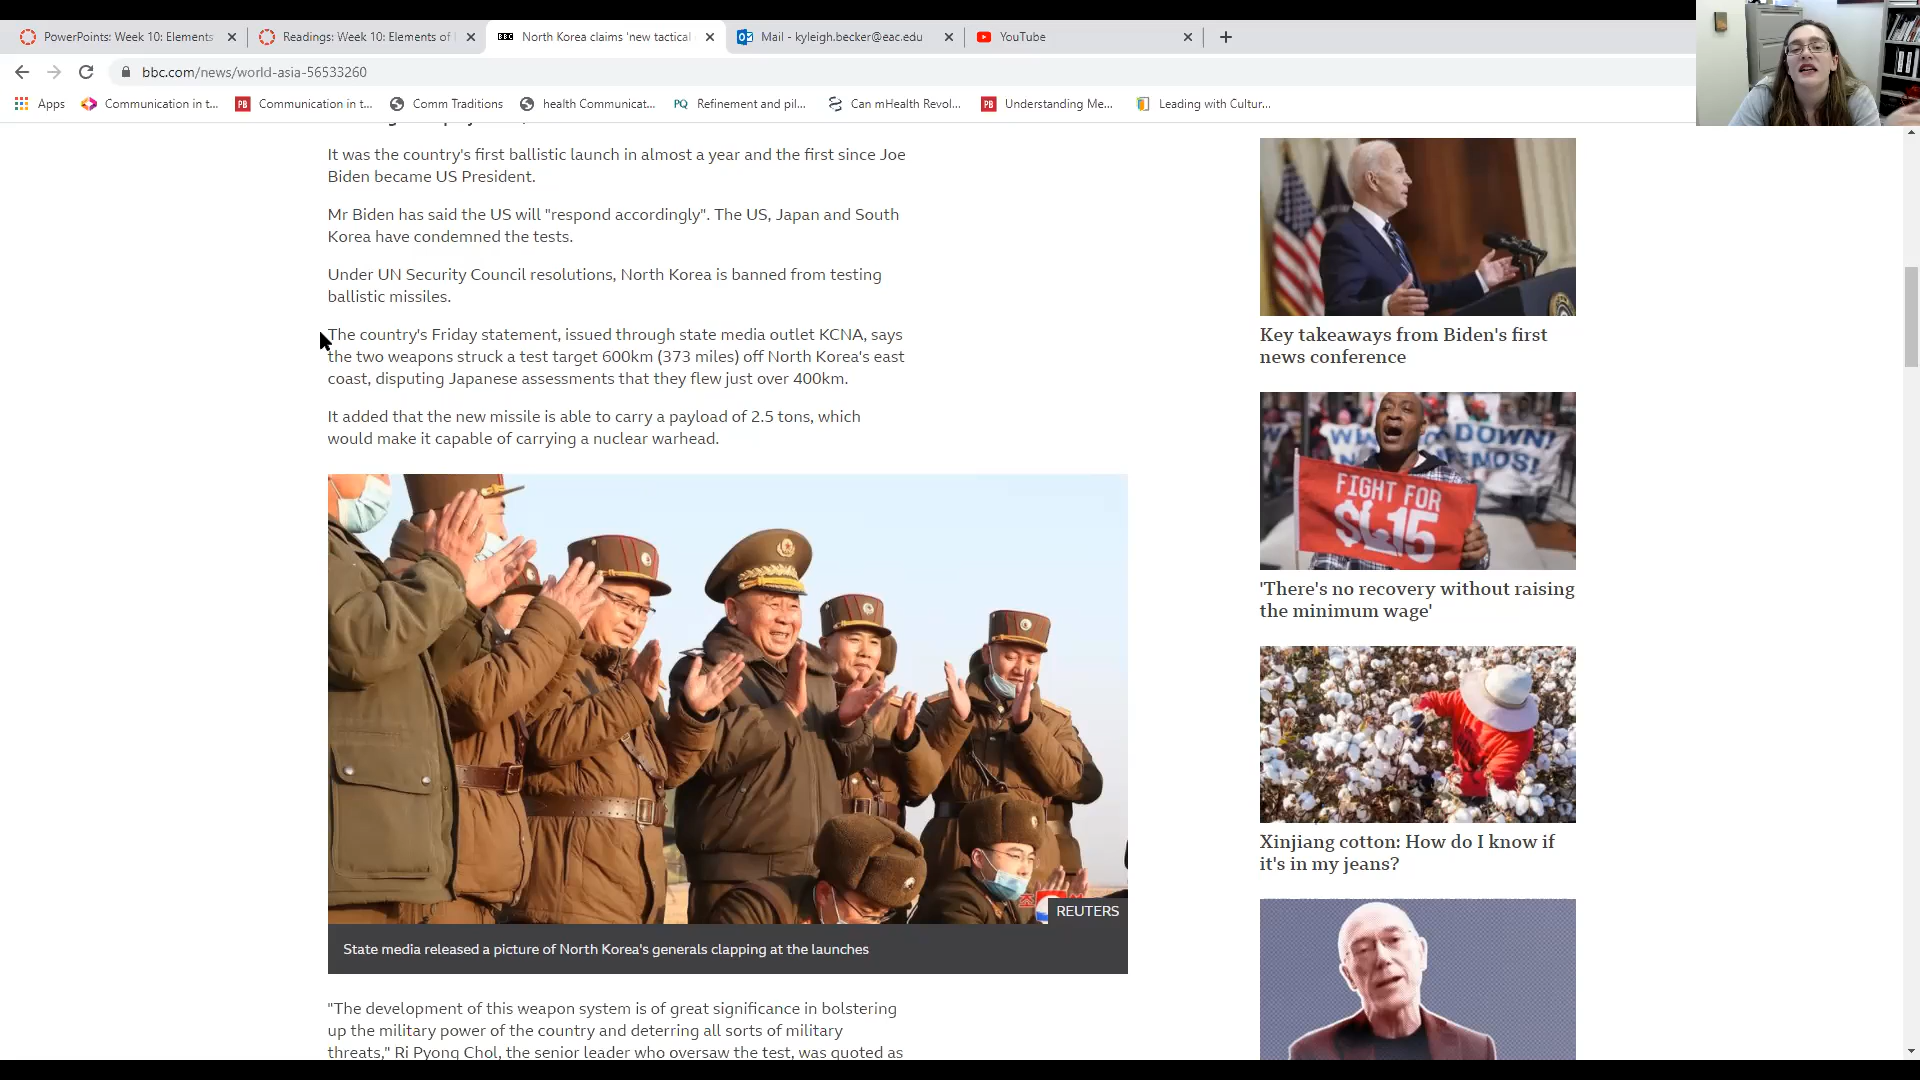 PowerPoints: Week 10: Elements
Readings: Week 10: Elements of
BBC North Korea claims 'new tactical
Mail - kyleigh.becker@eac.edu
YouTube
bbc.com/news/world-asia-56533260
Apps
Communication in t...
PB Communication in t...
Comm Traditions
health Communicat...
PQ Refinement and pil...
Can mHealth Revol...
PB Understanding Me...
Leading with Cultur...
It was the country's first ballistic launch in almost a year and the first since Joe
Biden became US President.
Mr Biden has said the US will "respond accordingly". The US, Japan and South
Korea have condemned the tests.
Under UN Security Council resolutions, North Korea is banned from testing
ballistic missiles.
The country's Friday statement, issued through state media outlet KCNA, says
the two weapons struck a test target 600km (373 miles) off North Korea's east
coast, disputing Japanese assessments that they flew just over 400km.
It added that the new missile is able to carry a payload of 2.5 tons, which
would make it capable of carrying a nuclear warhead.
REUTERS
State media released a picture of North Korea's generals clapping at the launches
"The development of this weapon system is of great significance in bolstering
up the military power of the country and deterring all sorts of military
threats," Ri Pyong Chol, the senior leader who oversaw the test, was quoted as
Key takeaways from Biden's first
news conference
DOWN!
FIGHT FOR
$15
'There's no recovery without raising
the minimum wage'
Xinjiang cotton: How do I know if
it's in my jeans?